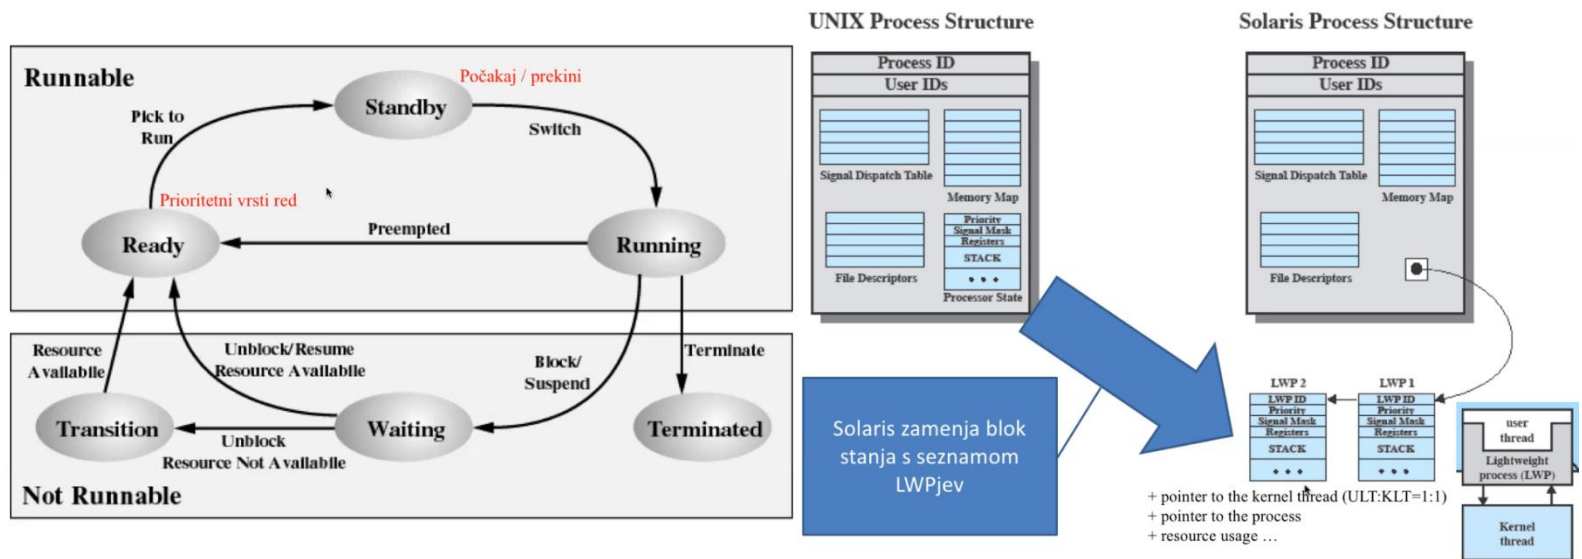 Runnable
Počakaj / prekini
Standby
Pick to
Run
Switch
Prioritetni vrsti red
Ready
Preempted
Running
Resource
Availabile
Unblock/Resume
Resource Availabile
Block/
Suspend
Terminate
Transition
Unblock
Resource Not Availabile
Waiting
Terminated
Not Runnable
UNIX Process Structure
Process ID
User IDs
Signal Dispatch Table
Memory Map
File Descriptors
Priority
Signal Mask
Registers
STACK
• • •
Processor State
Solaris zamenja blok
stanja s seznamom
LWPjev
Solaris Process Structure
Process ID
User IDs
Signal Dispatch Table
Memory Map
File Descriptors
LWP 2
LWP ID
Priority
Signal Mask
Registers
STACK
• • •
LWP 1
LWP ID
Priority
Signal Mask
Registers
STACK
• • •
+ pointer to the kernel thread (ULT:KLT=1:1)
+ pointer to the process
+ resource usage ...
user
thread
Lightweight
process (LWP)
Kernel
thread